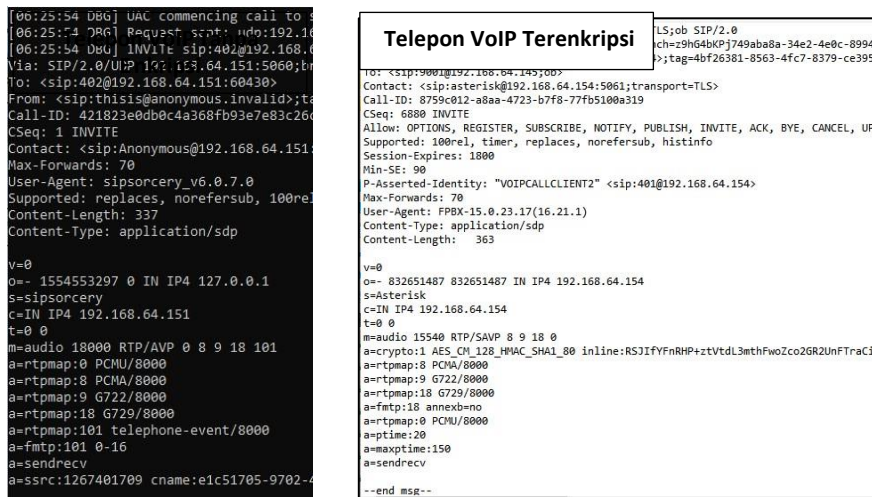 [06:25:54 DBG] UAC commencing call to s
[06:25:54 DBG] Request sent: udp:192.16
[06:25:54 DBG] INVITE sip:402@192.168.6
Via: SIP/2.0/UDP 192.168.64.151:5060;br
To: <sip:402@192.168.64.151:60430>
From: <sip:thisis@anonymous.invalid>;ta
Call-ID: 421823e0db0c4a368fb93e7e83c26c
CSeq: 1 INVITE
Contact: <sip:Anonymous@192.168.64.151:
Max-Forwards: 70
User-Agent: sipsorcery_v6.0.7.0
Supported: replaces, norefersub, 100rel
Content-Length: 337
Content-Type: application/sdp
v=0
o=- 1554553297 0 IN IP4 127.0.0.1
s=sipsorcery
c=IN IP4 192.168.64.151
t=0 0
m=audio 18000 RTP/AVP 0 8 9 18 101
a=rtpmap:0 PCMU/8000
a=rtpmap:8 PCMA/8000
a=rtpmap:9 G722/8000
a=rtpmap:18 G729/8000
a=rtpmap:101 telephone-event/8000
a=fmtp:101 0-16
a=sendrecv
a=ssrc:1267401709 cname:e1c51705-9702-4
Telepon VoIP Terenkripsi
LS;ob SIP/2.0
nch=z9hG4bKPj749aba8a-34e2-4e0c-8994
>;tag=4bf26381-8563-4fc7-8379-ce395
To: <sip:9001@192.168.64.145;ob>
Contact: <sip:asterisk@192.168.64.154:5061;transport=TLS>
Call-ID: 8759c012-a8aa-4723-b7f8-77fb5100a319
CSeq: 6880 INVITE
Allow: OPTIONS, REGISTER, SUBSCRIBE, NOTIFY, PUBLISH, INVITE, ACK, BYE, CANCEL, UP
Supported: 100rel, timer, replaces, norefersub, histinfo
Session-Expires: 1800
Min-SE: 90
P-Asserted-Identity: "VOIPCALLCLIENT2" <sip:401@192.168.64.154>
Max-Forwards: 70
User-Agent: FPBX-15.0.23.17(16.21.1)
Content-Type: application/sdp
Content-Length: 363
v=0
o=- 832651487 832651487 IN IP4 192.168.64.154
s=Asterisk
c=IN IP4 192.168.64.154
t=0 0
m=audio 15540 RTP/SAVP 8 9 18 0
a=crypto:1 AES_CM_128_HMAC_SHA1_80 inline:RSJIfYFnRHP+ztVtdL3mthFwoZco2GR2UnFTraCi
a=rtpmap:8 PCMA/8000
a=rtpmap:9 G722/8000
a=rtpmap:18 G729/8000
a=fmtp:18 annexb=no
a=rtpmap:0 PCMU/8000
a=ptime:20
a=maxptime:150
a=sendrecv
--end msg--